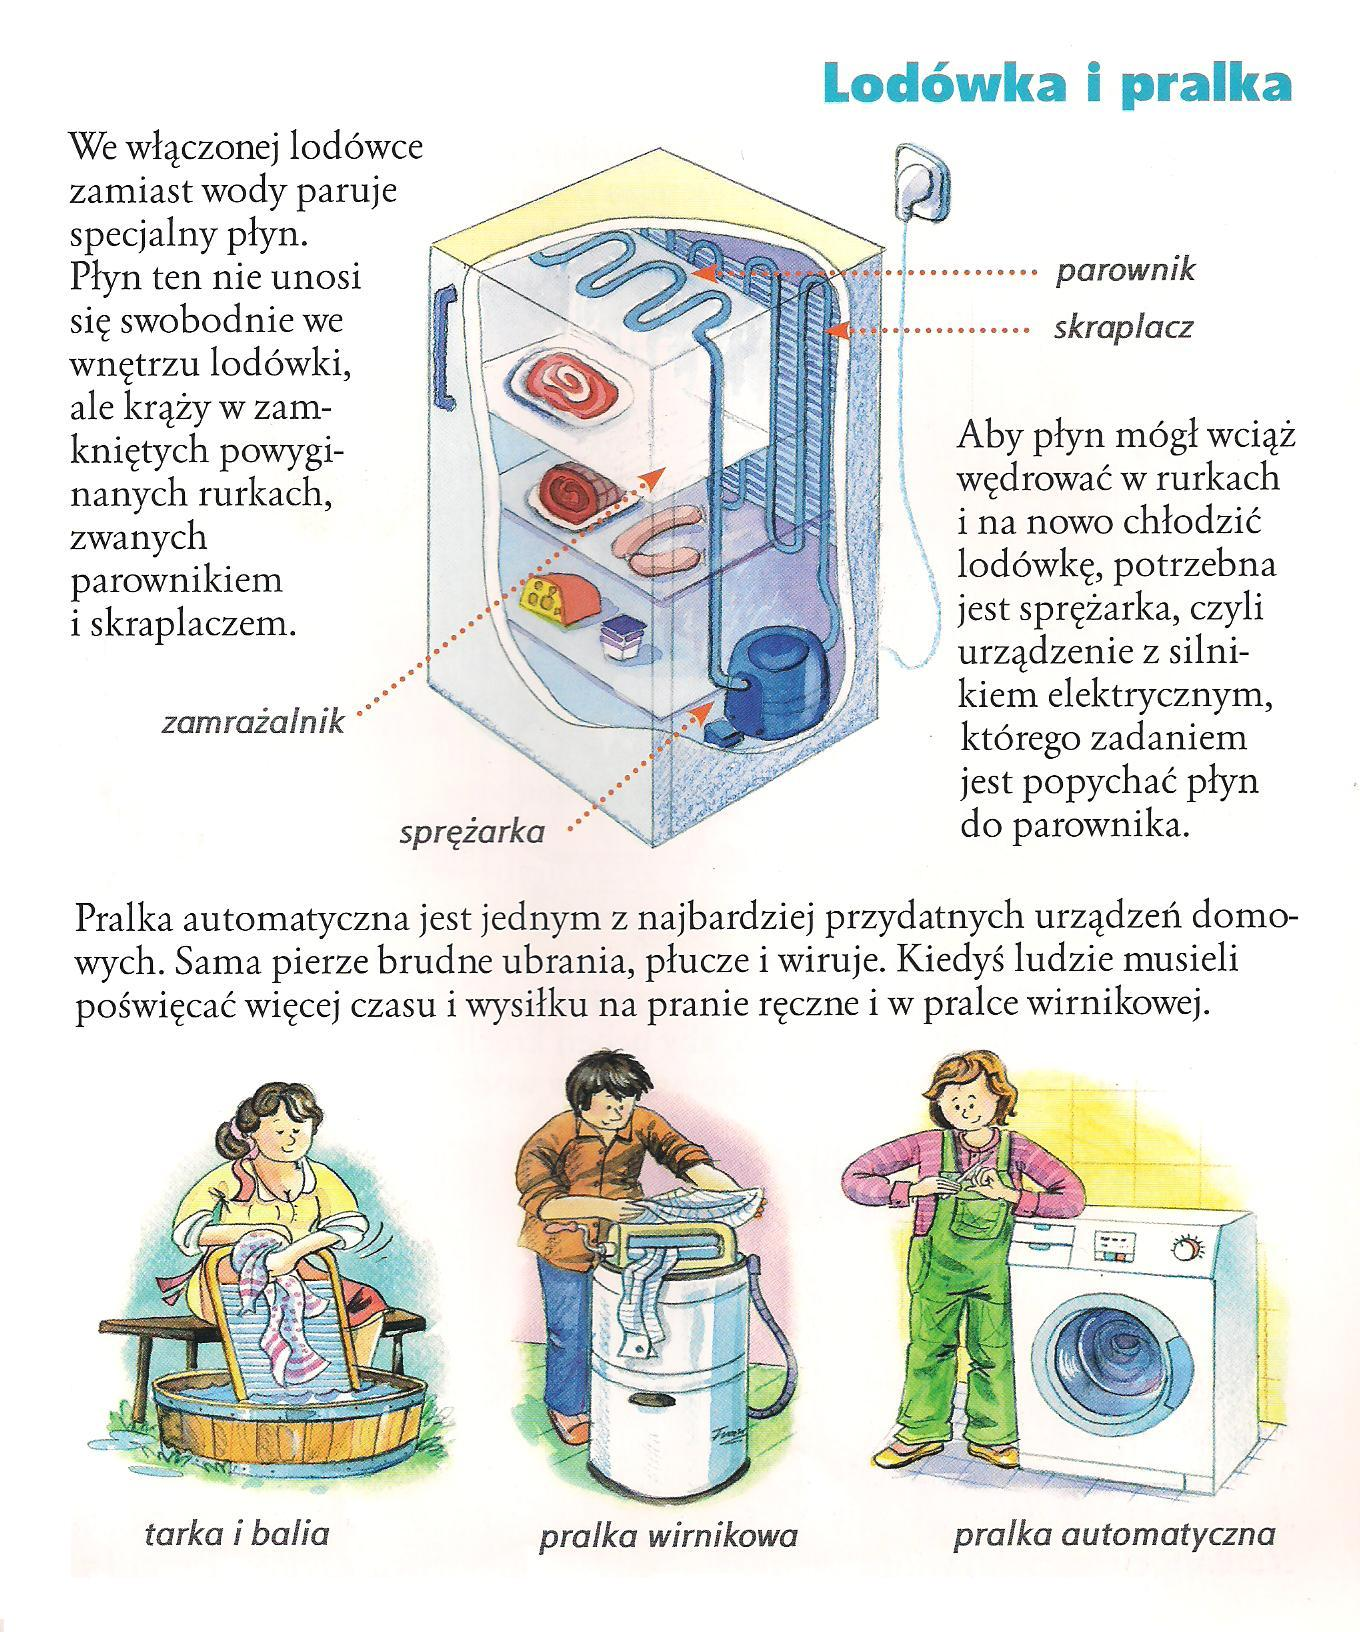 Lodówka i pralka
We włączonej lodówce
zamiast wody paruje
specjalny płyn.
Płyn ten nie unosi
się swobodnie we
wnętrzu lodówki,
ale krąży w zam-
kniętych powygi-
nanych rurkach,
zwanych
parownikiem
i skraplaczem.
parownik
skraplacz
Aby płyn mógł wciąż
wędrować w rurkach
i na nowo chłodzić
lodówkę, potrzebna
jest sprężarka, czyli
urządzenie z silni-
kiem elektrycznym,
którego zadaniem
jest popychać płyn
do parownika.
zamrażalnik
sprężarka
Pralka automatyczna jest jednym z najbardziej przydatnych urządzeń domo-
wych. Sama pierze brudne ubrania, płucze i wiruje. Kiedyś ludzie musieli
poświęcać więcej czasu i wysiłku na pranie ręczne i w pralce wirnikowej.
tarka i balia
pralka wirnikowa
pralka automatyczna